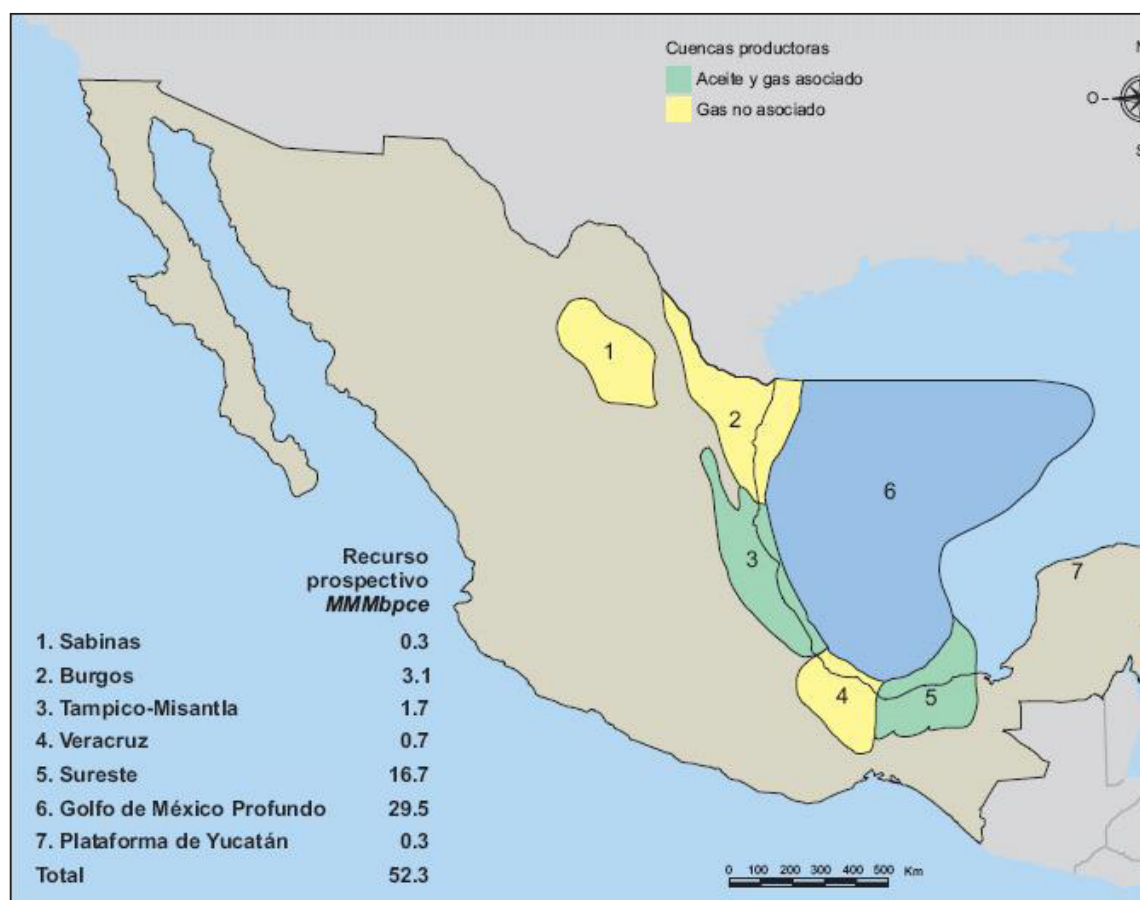 Cuencas productoras
Aceite y gas asociado
Gas no asociado
N
O
S
1
2
3
4
5
6
7
Recurso
prospectivo
MMMbpce
1. Sabinas 0.3
2. Burgos 3.1
3. Tampico-Misantla 1.7
4. Veracruz 0.7
5. Sureste 16.7
6. Golfo de México Profundo 29.5
7. Plataforma de Yucatán 0.3
Total 52.3
0 100 200 300 400 500 Km